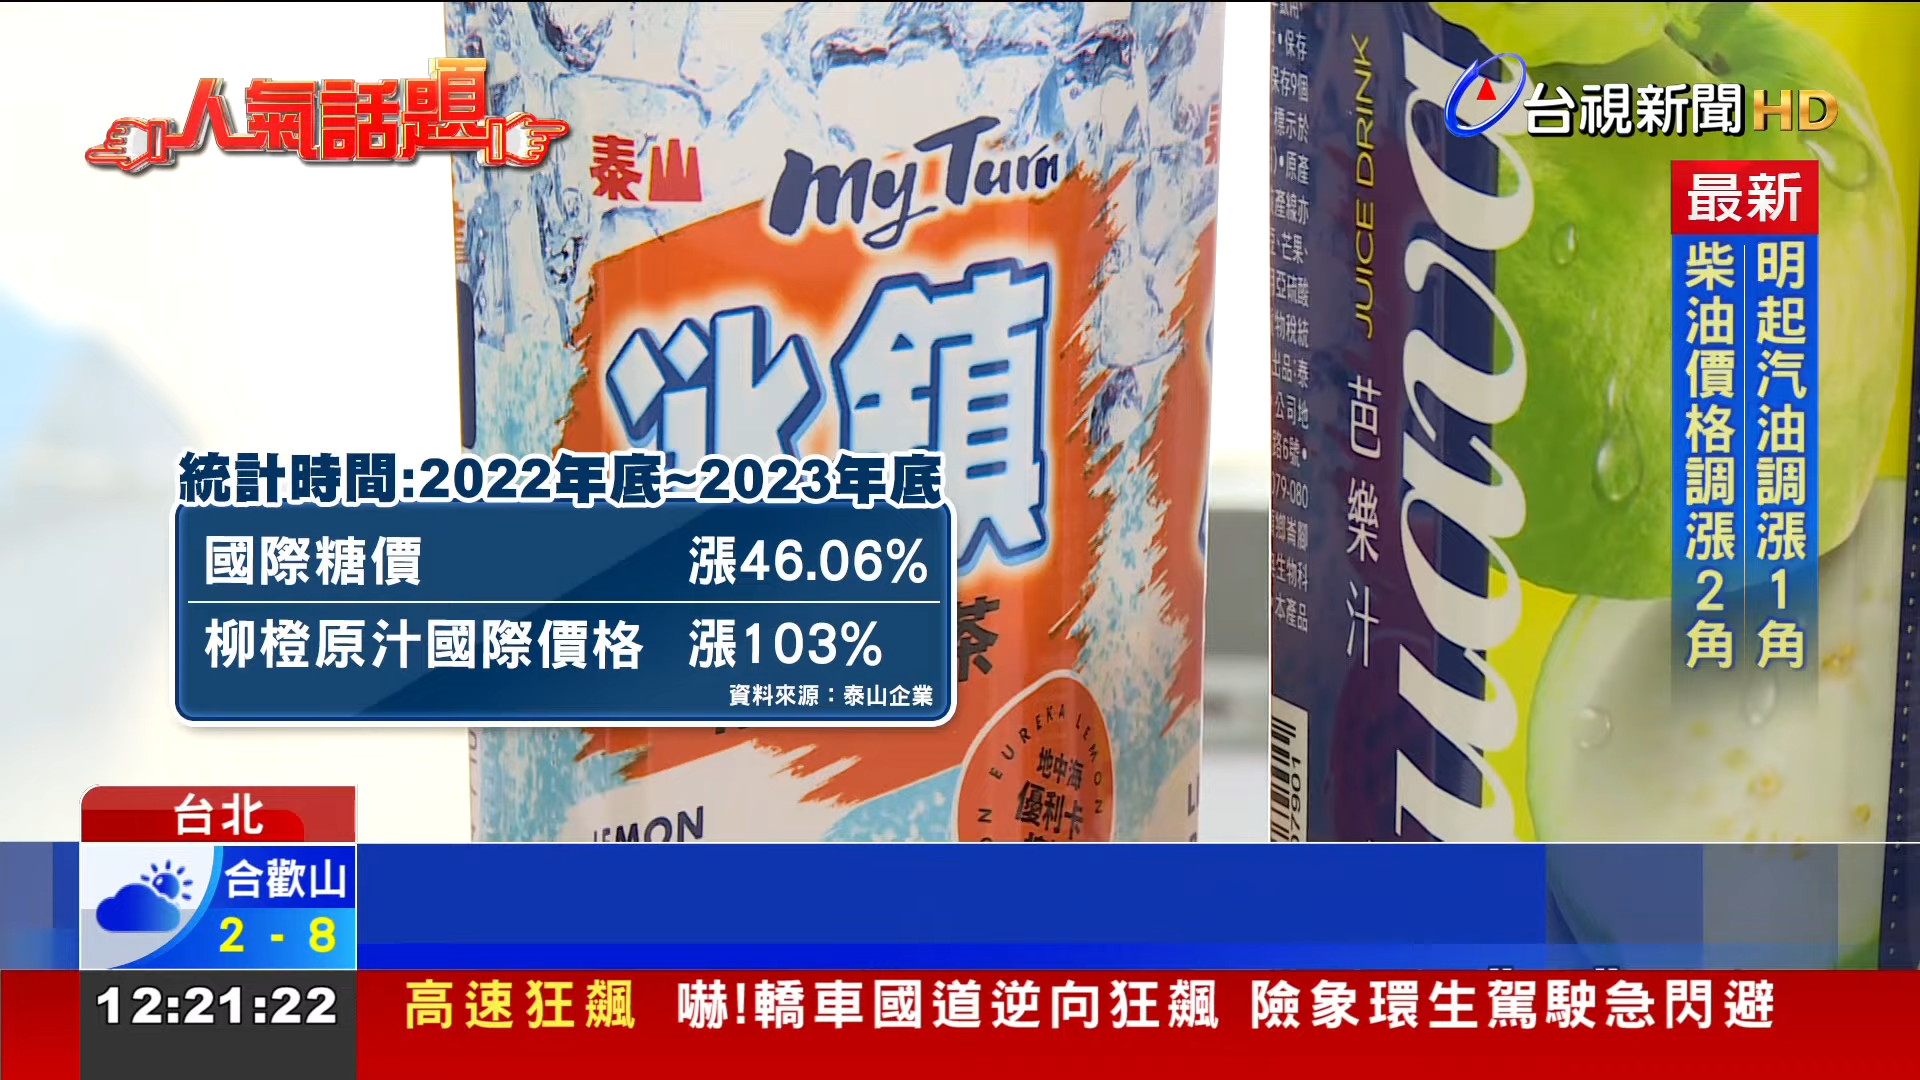 人氣話題
台視新聞HD
最新
明起汽油調漲1角
柴油價格調漲2角
泰山
My Turn
冰鎮
茶
EUREKA LEMON
地中海
優利卡
LEMON
JUICE DRINK
芭樂汁
統計時間:2022年底~2023年底
國際糖價 漲46.06%
柳橙原汁國際價格 漲103%
資料來源：泰山企業
台北
合歡山
2 - 8
12:21:22
高速狂飆 嚇!轎車國道逆向狂飆 險象環生駕駛急閃避